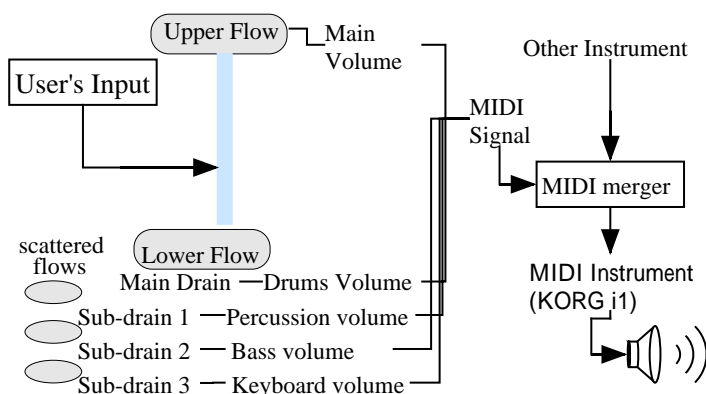 Upper Flow
Main
Volume
Other Instrument
User's Input
MIDI
Signal
MIDI merger
Lower Flow
scattered
flows
Main Drain
Drums Volume
MIDI Instrument
(KORG i1)
Sub-drain 1
Percussion volume
Sub-drain 2
Bass volume
Sub-drain 3
Keyboard volume